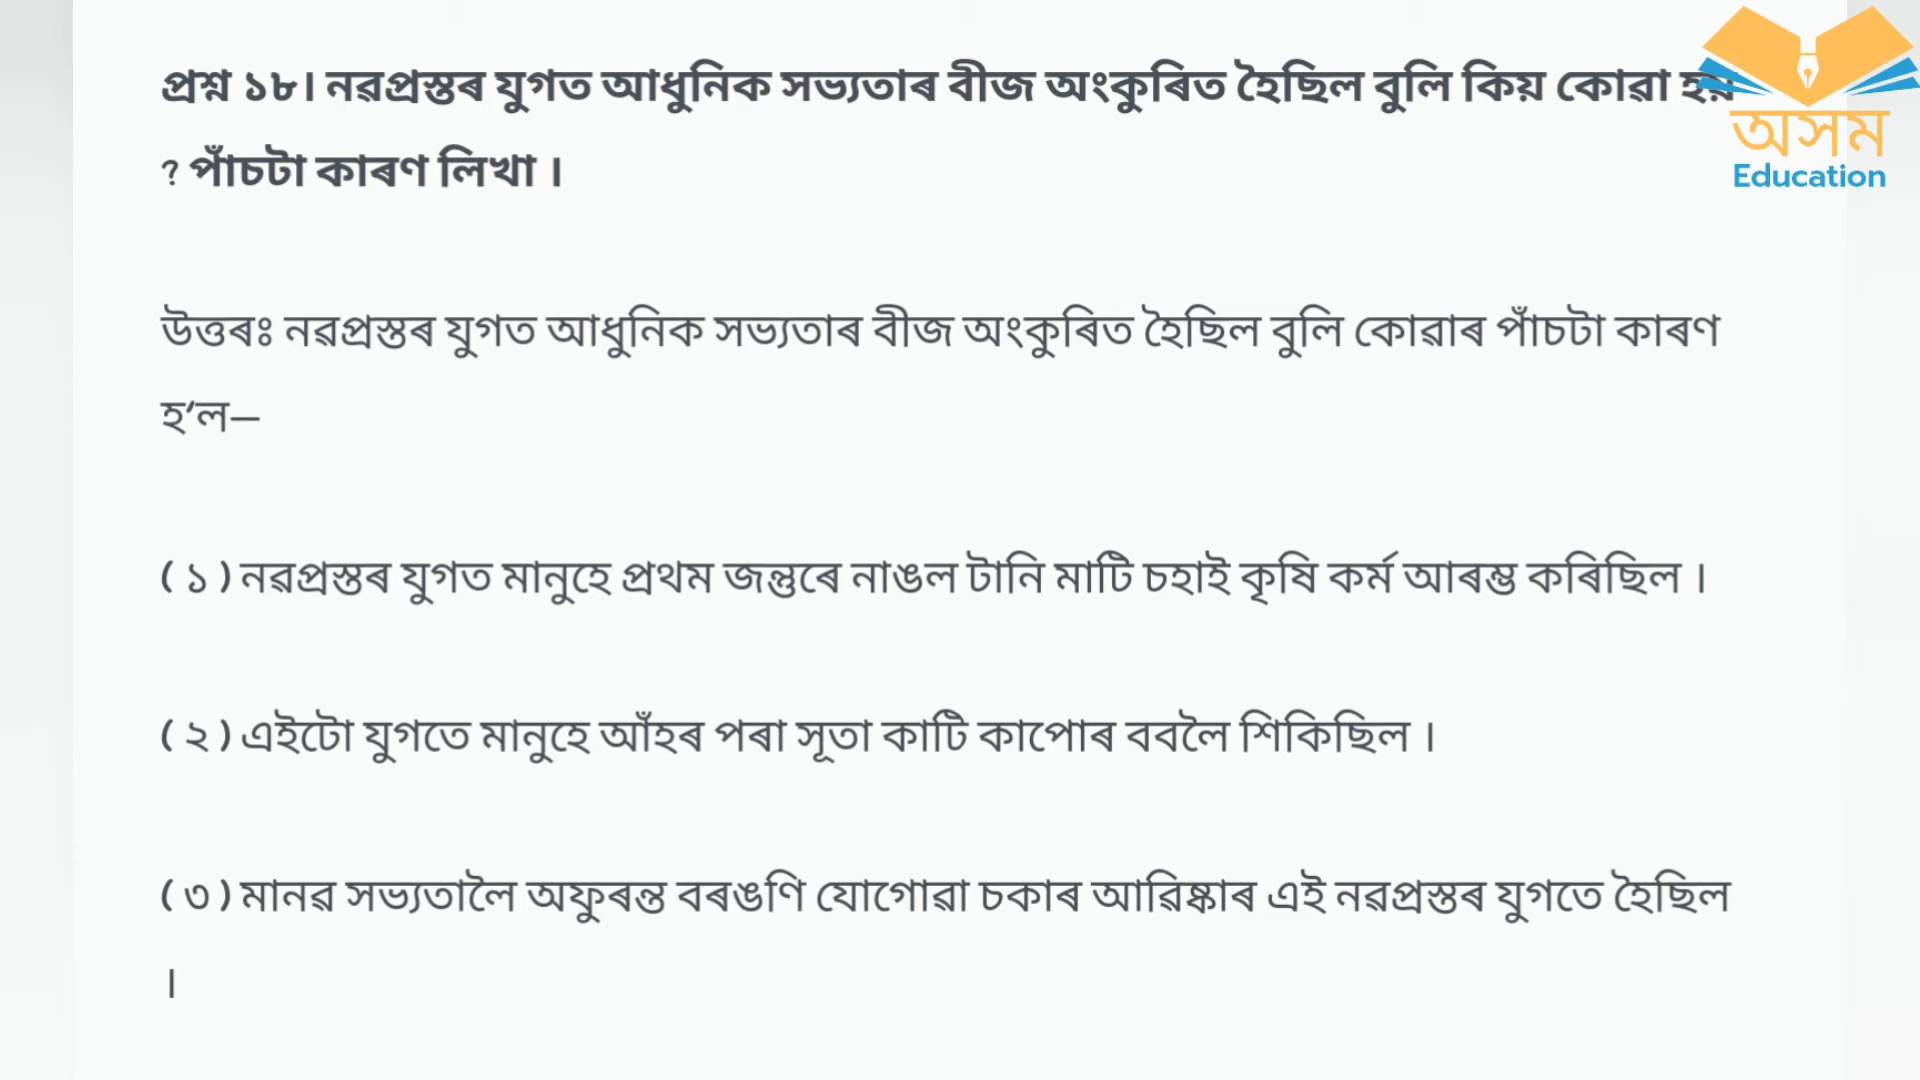 প্ৰশ্ন ১৮। নৱপ্ৰস্তৰ যুগত আধুনিক সভ্যতাৰ বীজ অংকুৰিত হৈছিল বুলি কিয় কোৱা হয়
? পাঁচটা কাৰণ লিখা ।
অসম
Education
উত্তৰঃ নৱপ্ৰস্তৰ যুগত আধুনিক সভ্যতাৰ বীজ অংকুৰিত হৈছিল বুলি কোৱাৰ পাঁচটা কাৰণ
হ’ল—
( ১ ) নৱপ্ৰস্তৰ যুগত মানুহে প্ৰথম জন্তুৰে নাঙল টানি মাটি চহাই কৃষি কৰ্ম আৰম্ভ কৰিছিল ।
( ২ ) এইটো যুগতে মানুহে আঁহৰ পৰা সূতা কাটি কাপোৰ ববলৈ শিকিছিল ।
( ৩ ) মানৱ সভ্যতালৈ অফুৰন্ত বৰঙণি যোগোৱা চকাৰ আৱিষ্কাৰ এই নৱপ্ৰস্তৰ যুগতে হৈছিল
।